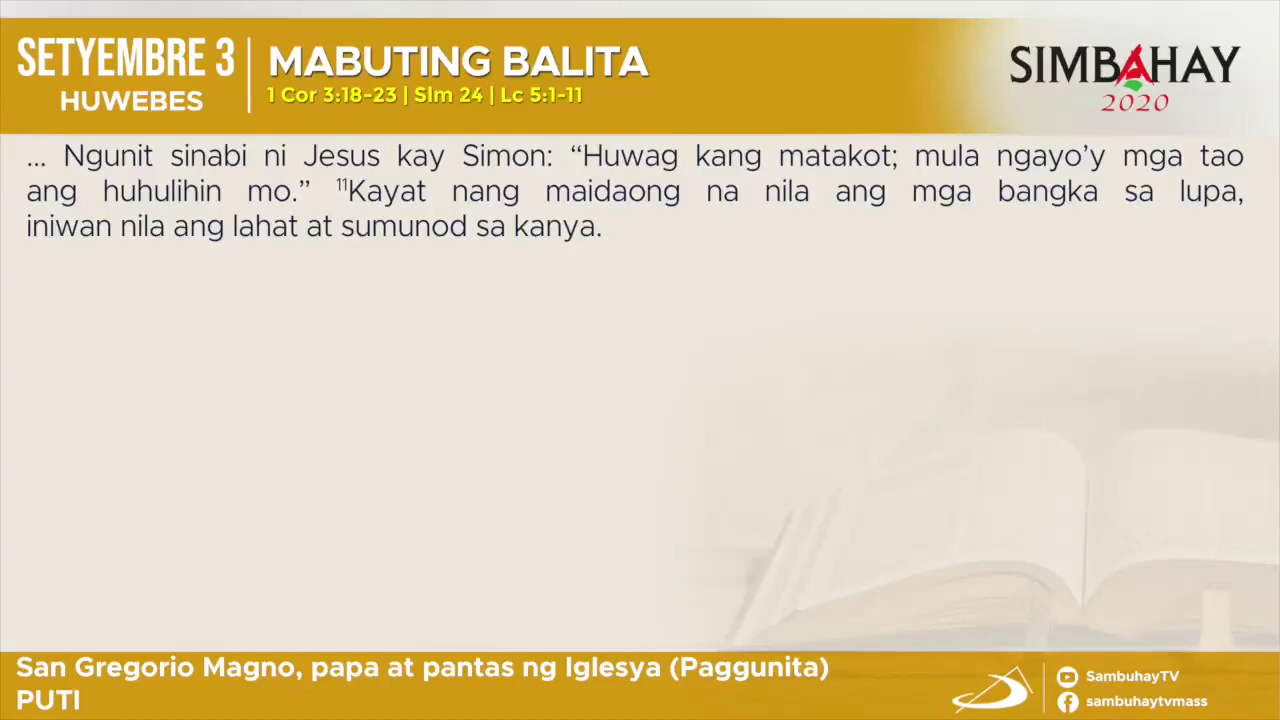 SETYEMBRE 3
HUWEBES
MABUTING BALITA
1 Cor 3:18-23 | Slm 24 | Lc 5:1-11
SIMBAHAY
2020
... Ngunit sinabi ni Jesus kay Simon: “Huwag kang matakot; mula ngayo’y mga tao
ang huhulihin mo.” ¹¹Kayat nang maidaong na nila ang mga bangka sa lupa,
iniwan nila ang lahat at sumunod sa kanya.
San Gregorio Magno, papa at pantas ng Iglesya (Paggunita)
PUTI
SambuhayTV
sambuhaytvmass